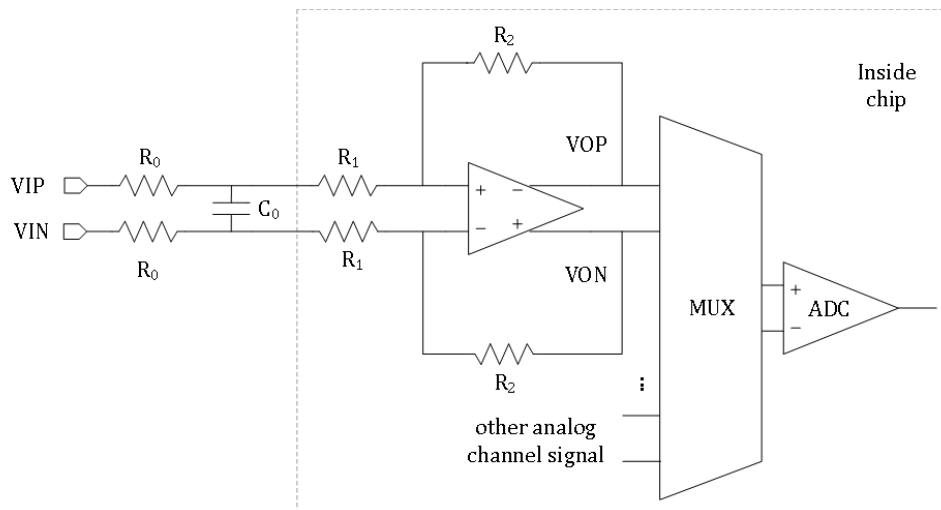 R₂
Inside
chip
VOP
R₀
R₁
VIP
+
−
C₀
−
+
VIN
R₀
R₁
VON
MUX
+
ADC
−
R₂
⋮
other analog
channel signal